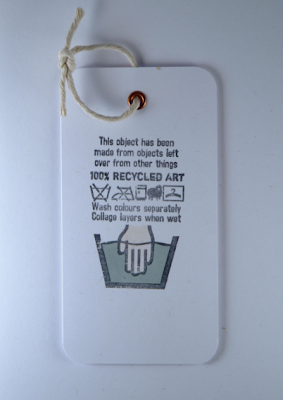 This object has been
made from objects left
over from other things
100% RECYCLED ART
Wash colours separately
Collage layers when wet